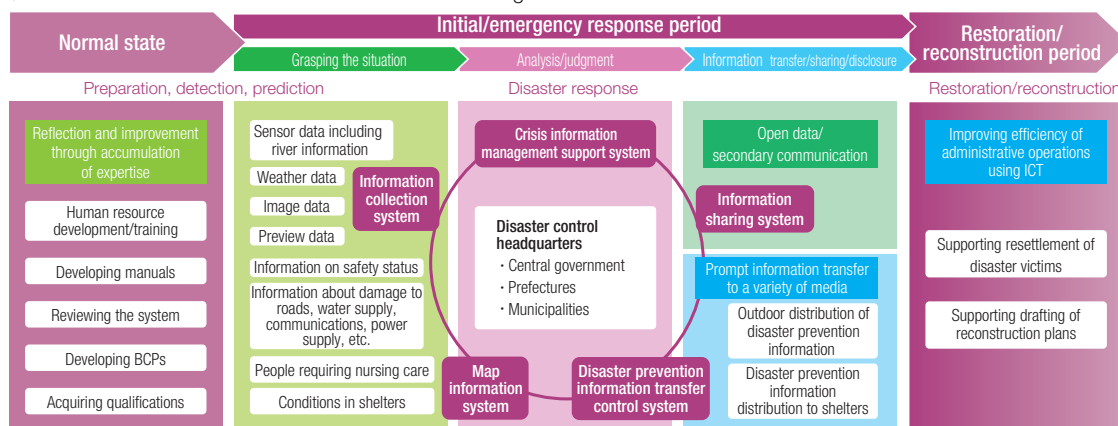 Normal state
Initial/emergency response period
Grasping the situation
Analysis/judgment
Information transfer/sharing/disclosure
Restoration/
reconstruction period
Preparation, detection, prediction
Disaster response
Restoration/reconstruction
Reflection and improvement
through accumulation
of expertise
Human resource
development/training
Developing manuals
Reviewing the system
Developing BCPs
Acquiring qualifications
Sensor data including
river information
Weather data
Image data
Preview data
Information on safety status
Information about damage to
roads, water supply,
communications, power
supply, etc.
People requiring nursing care
Conditions in shelters
Information
collection
system
Map
information
system
Crisis information
management support system
Disaster control
headquarters
・Central government
・Prefectures
・Municipalities
Disaster prevention
information transfer
control system
Information
sharing system
Open data/
secondary communication
Prompt information transfer
to a variety of media
Outdoor distribution of
disaster prevention
information
Disaster prevention
information
distribution to shelters
Improving efficiency of
administrative operations
using ICT
Supporting resettlement of
disaster victims
Supporting drafting of
reconstruction plans